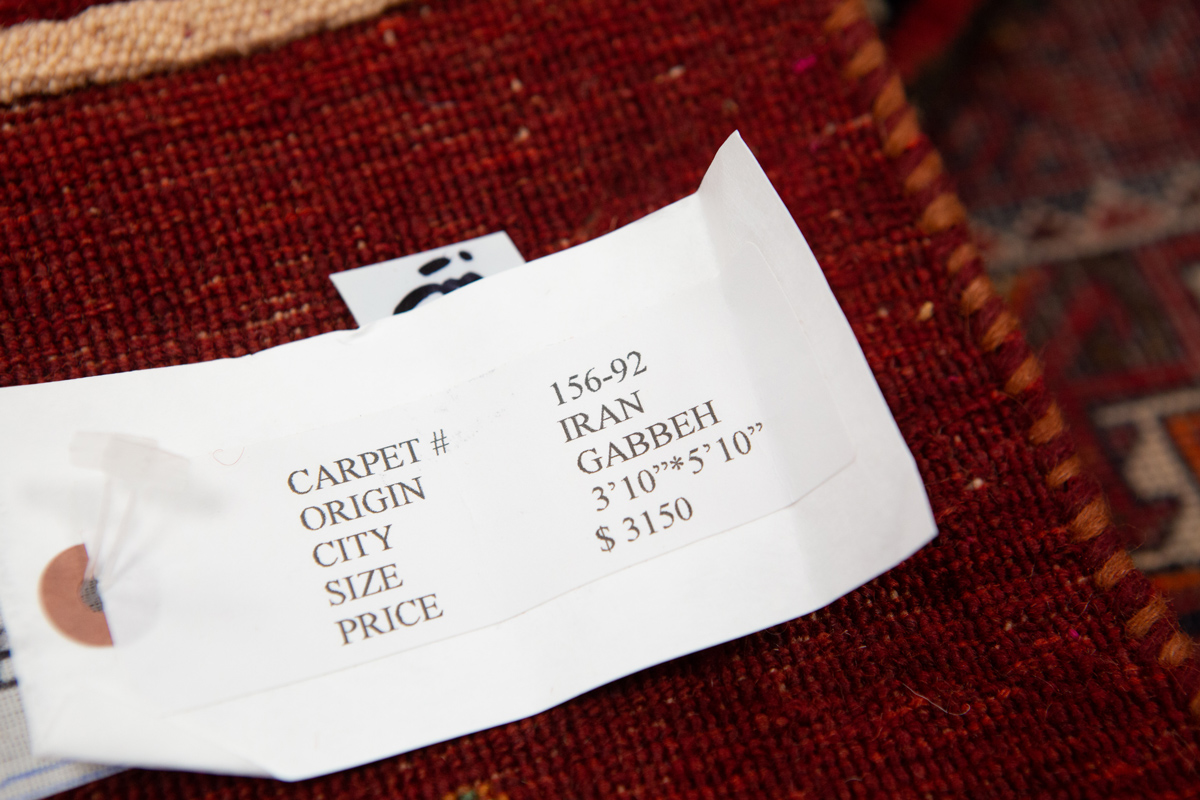 CARPET # 156-92
ORIGIN IRAN
CITY GABBEH
SIZE 3’10”*5’10”
PRICE $ 3150